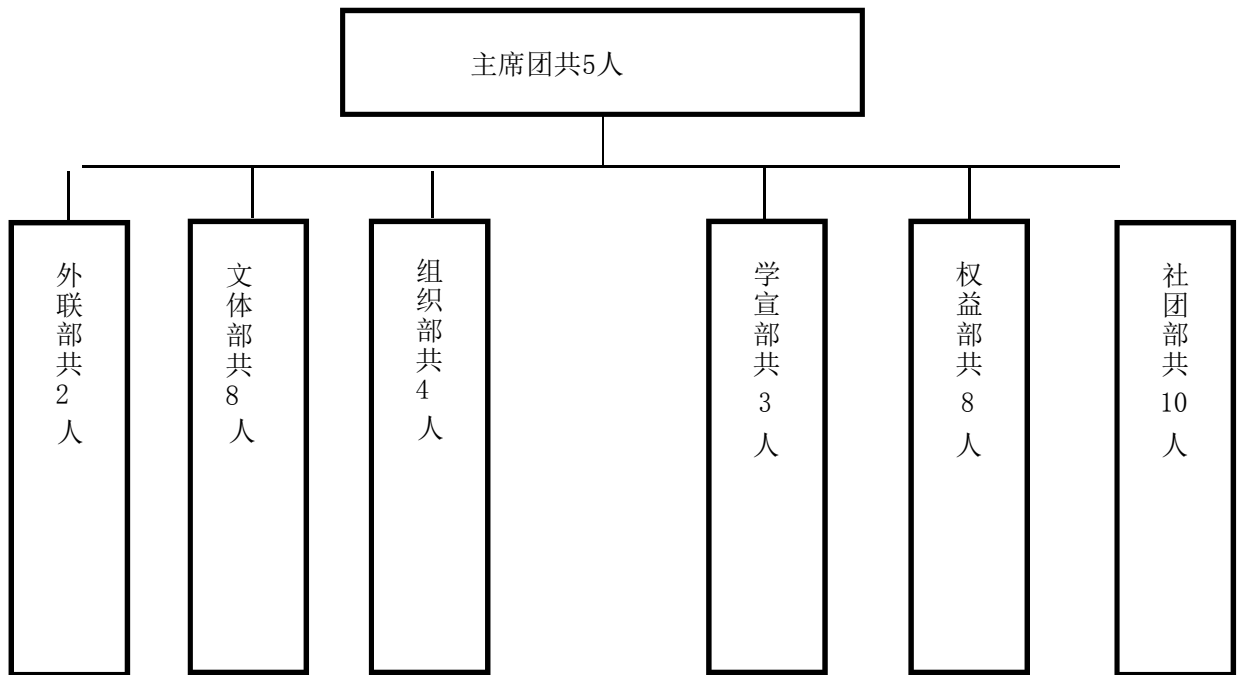 主席团共5人
外联部共2人
文体部共8人
组织部共4人
学宣部共3人
权益部共8人
社团部共10人